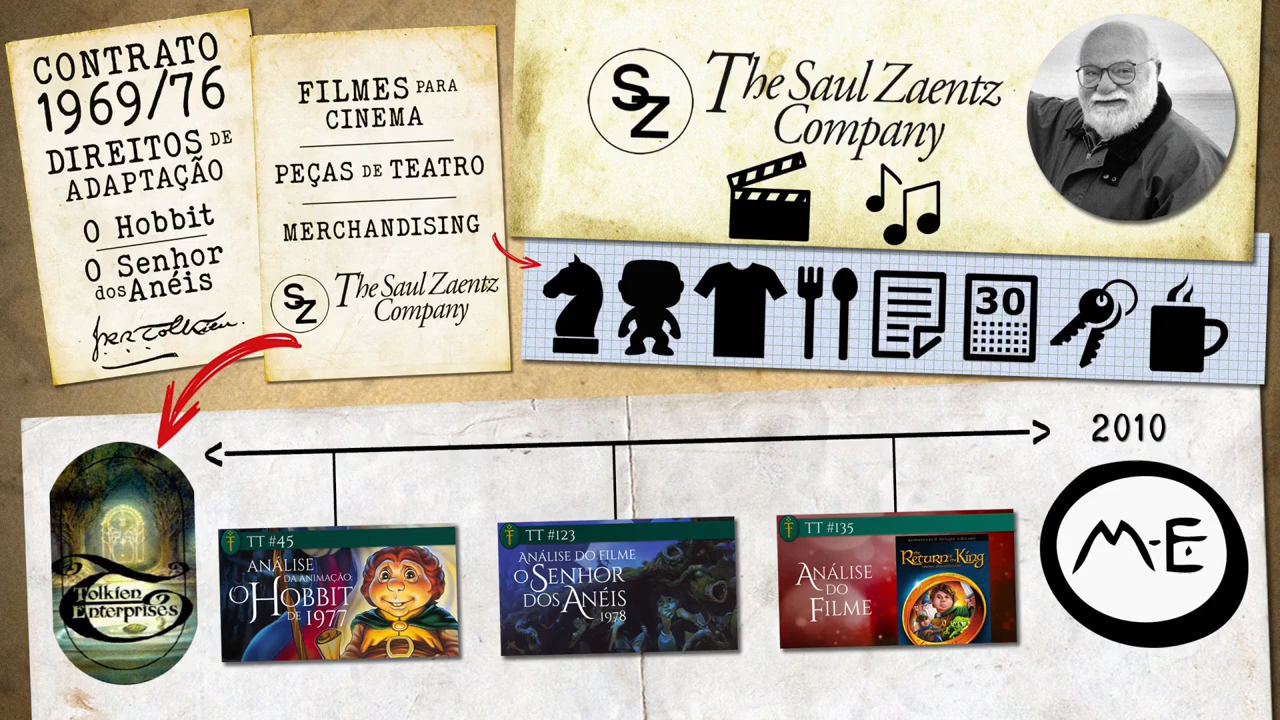 CONTRATO
1969/76
DIREITOS DE
ADAPTAÇÃO
O Hobbit
O Senhor
dos Anéis
JRRTolkien.
FILMES PARA
CINEMA
PEÇAS DE TEATRO
MERCHANDISING
SZ
The Saul Zaentz
Company
SZ
The Saul Zaentz
Company
30
2010
Tolkien
Enterprises
TT #45
ANÁLISE
DA ANIMAÇÃO:
O HOBBIT
DE 1977
TT #123
ANÁLISE DO FILME
O SENHOR
DOS ANÉIS
1978
TT #135
ANÁLISE
DO
FILME
The
Return of the King
M-E.